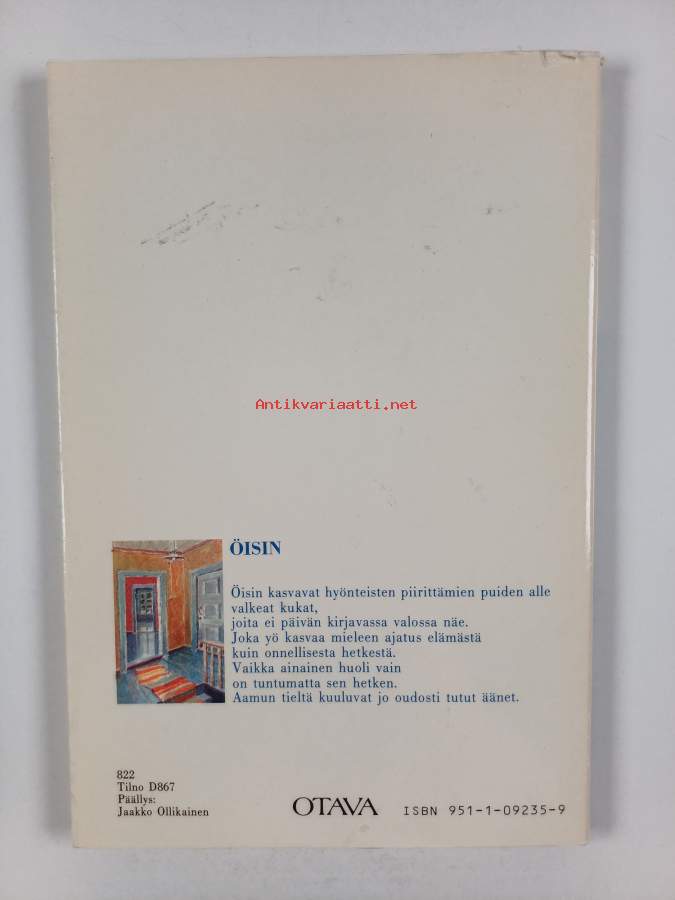 Antikvariaatti.net
ÖISIN
Öisin kasvavat hyönteisten piirittämien puiden alle
valkeat kukat,
joita ei päivän kirjavassa valossa näe.
Joka yö kasvaa mieleen ajatus elämästä
kuin onnellisesta hetkestä.
Vaikka ainainen huoli vain
on tuntumatta sen hetken.
Aamun tieltä kuuluvat jo oudosti tutut äänet.
822
Tilno D867
Päällys:
Jaakko Ollikainen
OTAVA
ISBN 951-1-09235-9